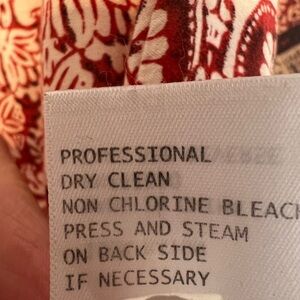 PROFESSIONAL
DRY CLEAN
NON CHLORINE BLEACH
PRESS AND STEAM
ON BACK SIDE
IF NECESSARY